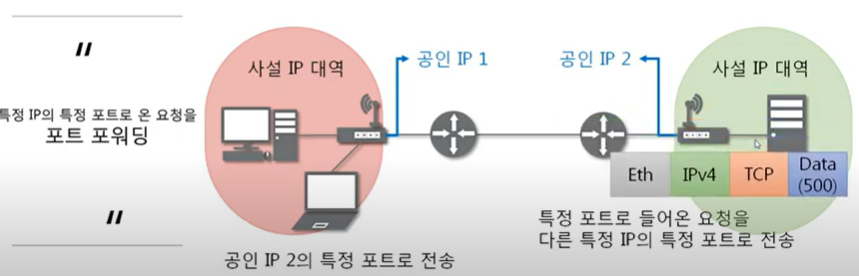 〃
특정 IP의 특정 포트로 온 요청을
포트 포워딩
〃
사설 IP 대역
공인 IP 1
공인 IP 2
사설 IP 대역
Eth
IPv4
TCP
Data
(500)
특정 포트로 들어온 요청을
다른 특정 IP의 특정 포트로 전송
공인 IP 2의 특정 포트로 전송